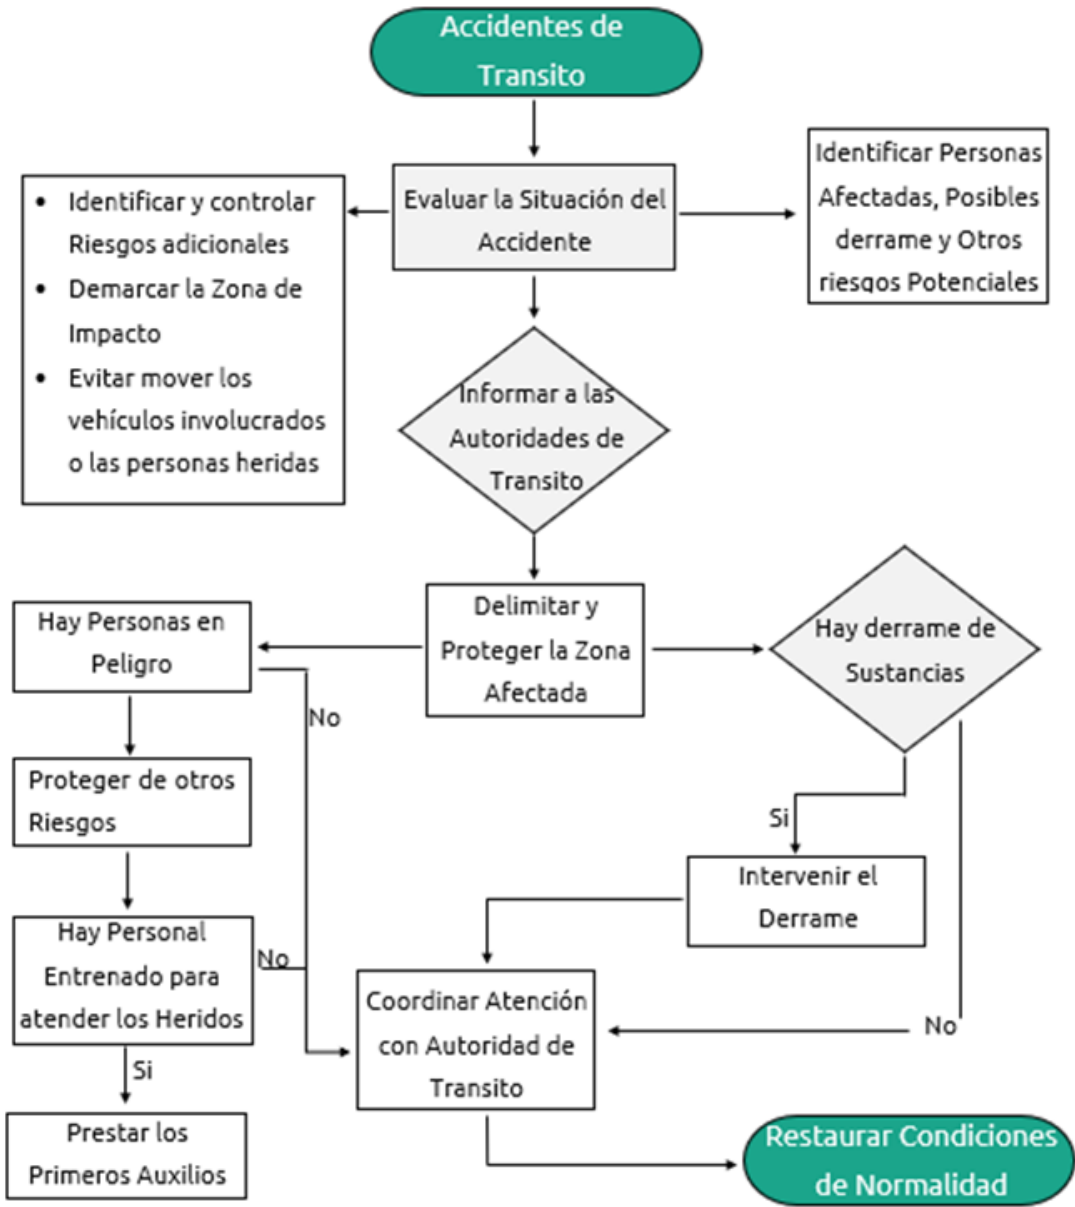 Accidentes de
Transito
Evaluar la Situación del
Accidente
Identificar Personas
Afectadas, Posibles
derrame y Otros
riesgos Potenciales
• Identificar y controlar
Riesgos adicionales
• Demarcar la Zona de
Impacto
• Evitar mover los
vehículos involucrados
o las personas heridas
Informar a las
Autoridades de
Transito
Delimitar y
Proteger la Zona
Afectada
Hay Personas en
Peligro
No
Hay derrame de
Sustancias
Proteger de otros
Riesgos
Si
Intervenir el
Derrame
Hay Personal
Entrenado para
atender los Heridos
No
Coordinar Atención
con Autoridad de
Transito
No
Si
Prestar los
Primeros Auxilios
Restaurar Condiciones
de Normalidad